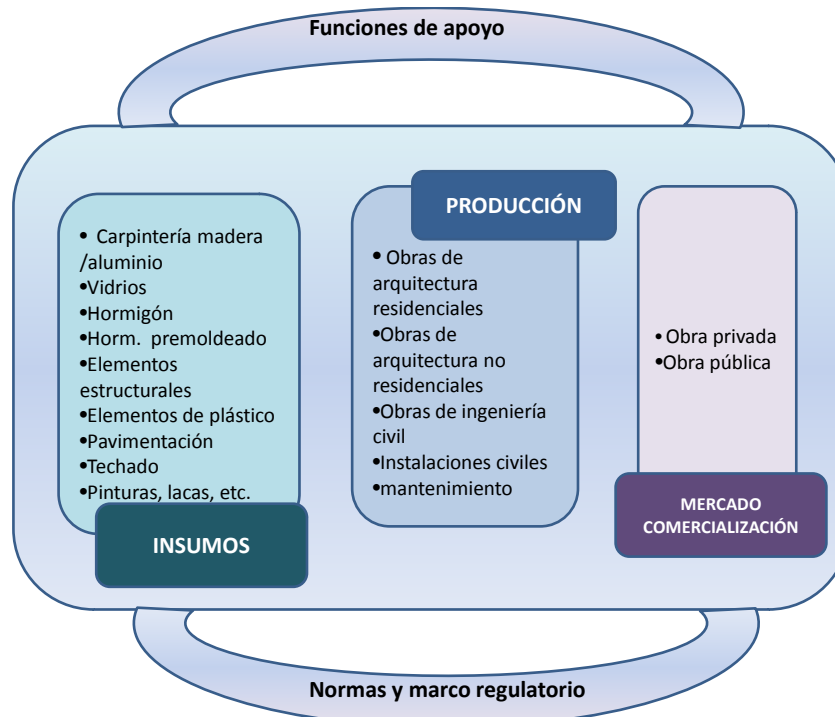 Funciones de apoyo
• Carpintería madera
/aluminio
•Vidrios
•Hormigón
•Horm. premoldeado
•Elementos
estructurales
•Elementos de plástico
•Pavimentación
•Techado
•Pinturas, lacas, etc.
INSUMOS
PRODUCCIÓN
• Obras de
arquitectura
residenciales
•Obras de
arquitectura no
residenciales
•Obras de ingeniería
civil
•Instalaciones civiles
•mantenimiento
• Obra privada
•Obra pública
MERCADO
COMERCIALIZACIÓN
Normas y marco regulatorio